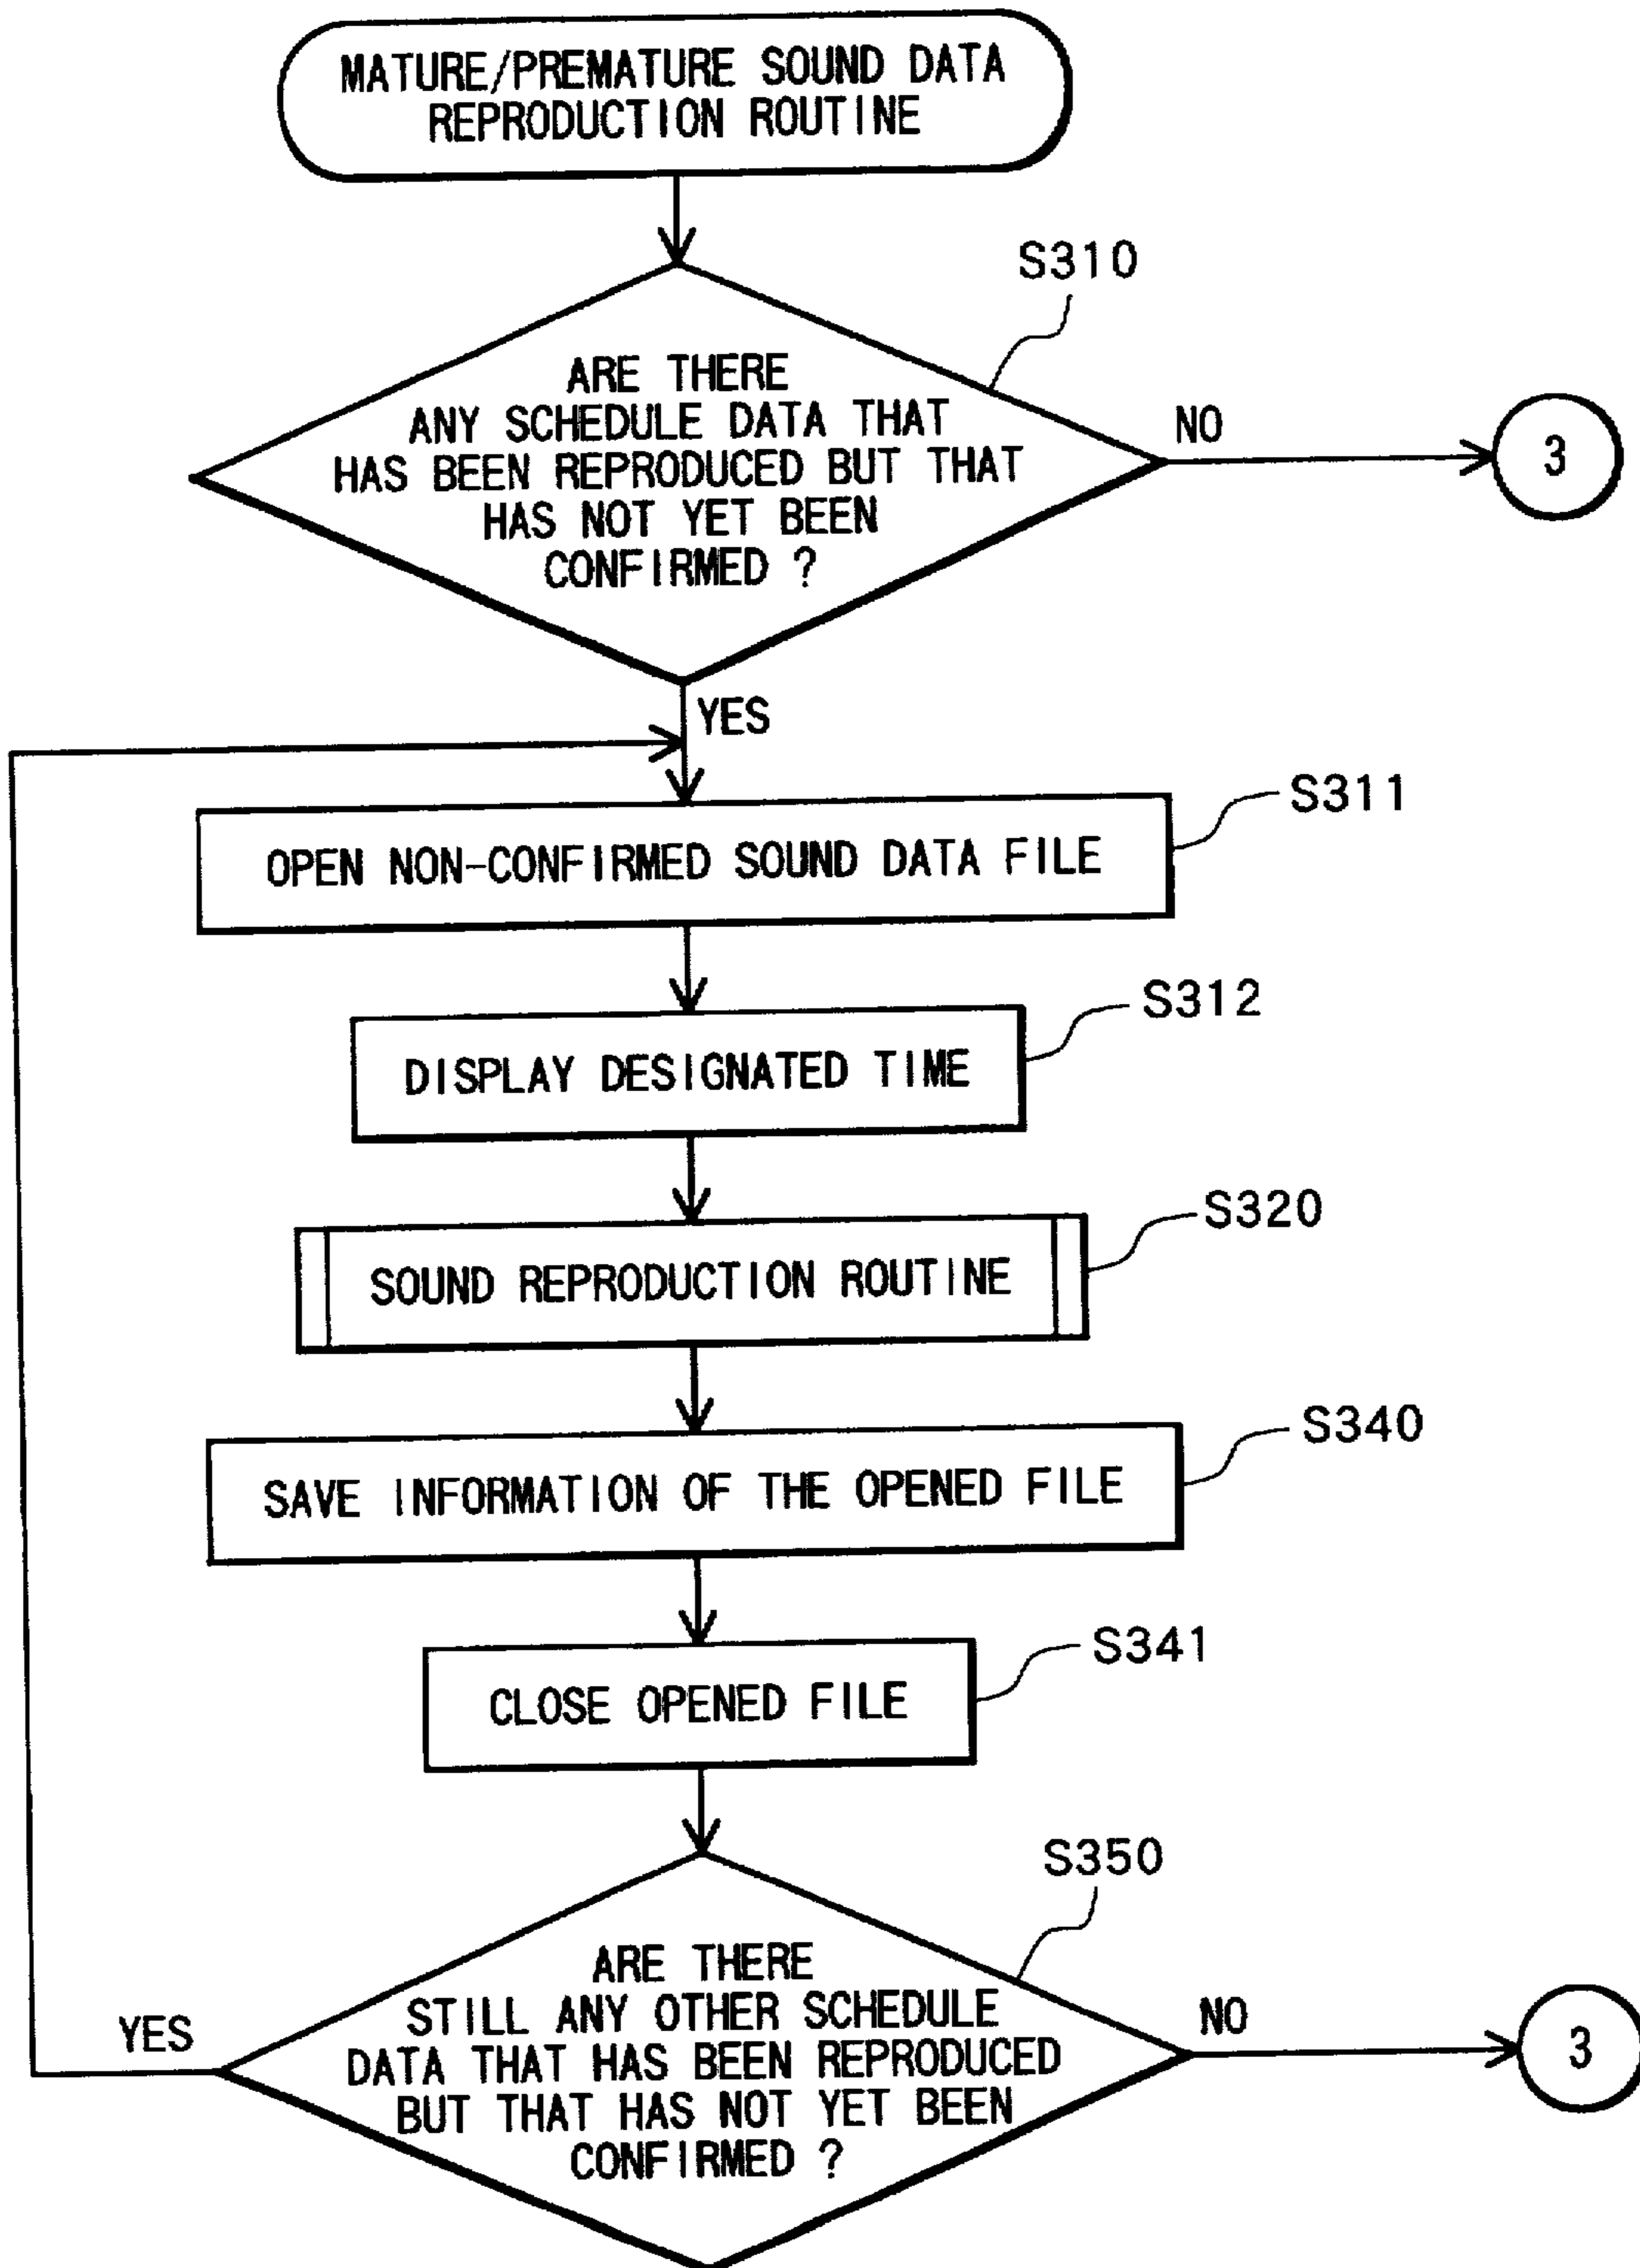 MATURE/PREMATURE SOUND DATA
REPRODUCTION ROUTINE
S310
ARE THERE
ANY SCHEDULE DATA THAT
HAS BEEN REPRODUCED BUT THAT
HAS NOT YET BEEN
CONFIRMED ?
NO
3
YES
S311
OPEN NON-CONFIRMED SOUND DATA FILE
S312
DISPLAY DESIGNATED TIME
S320
SOUND REPRODUCTION ROUTINE
S340
SAVE INFORMATION OF THE OPENED FILE
S341
CLOSE OPENED FILE
S350
ARE THERE
STILL ANY OTHER SCHEDULE
DATA THAT HAS BEEN REPRODUCED
BUT THAT HAS NOT YET BEEN
CONFIRMED ?
YES
NO
3